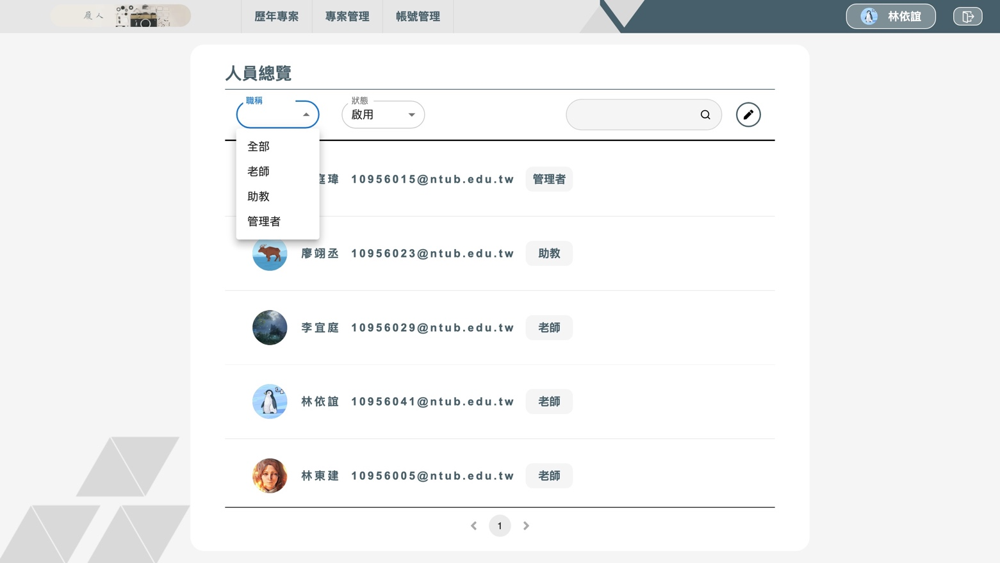 履人
歷年專案
專案管理
帳號管理
林依誼
人員總覽
職稱
狀態
啟用
全部
老師
助教
管理者
庭瑋 10956015@ntub.edu.tw 管理者
廖翊丞 10956023@ntub.edu.tw 助教
李宜庭 10956029@ntub.edu.tw 老師
林依誼 10956041@ntub.edu.tw 老師
林東建 10956005@ntub.edu.tw 老師
1